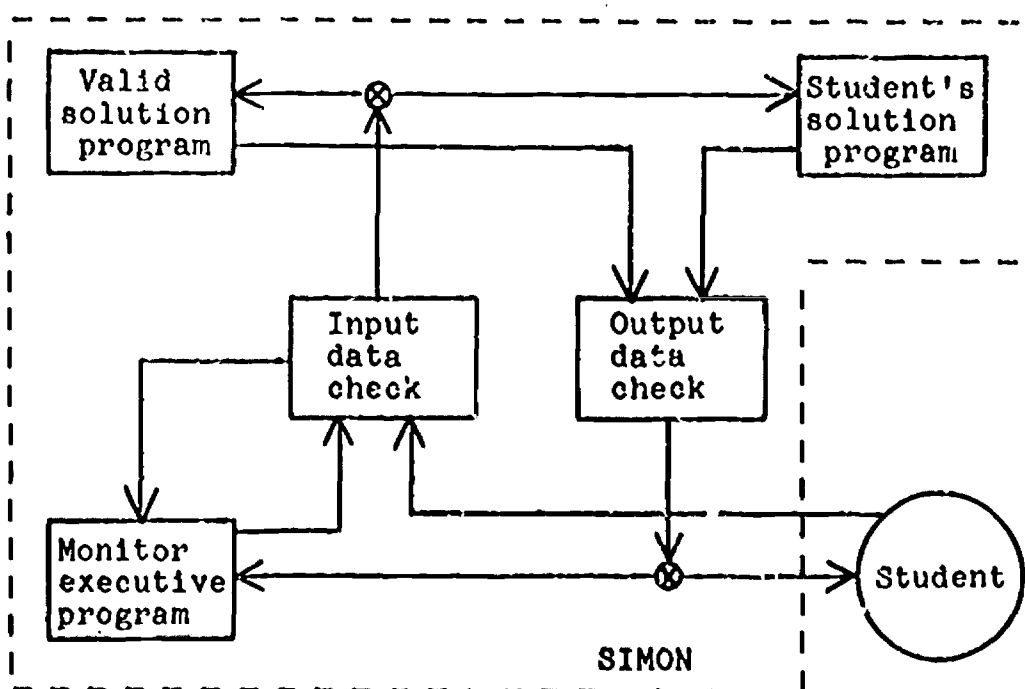 Valid
solution
program
Student's
solution
program
Input
data
check
Output
data
check
Monitor
executive
program
Student
SIMON